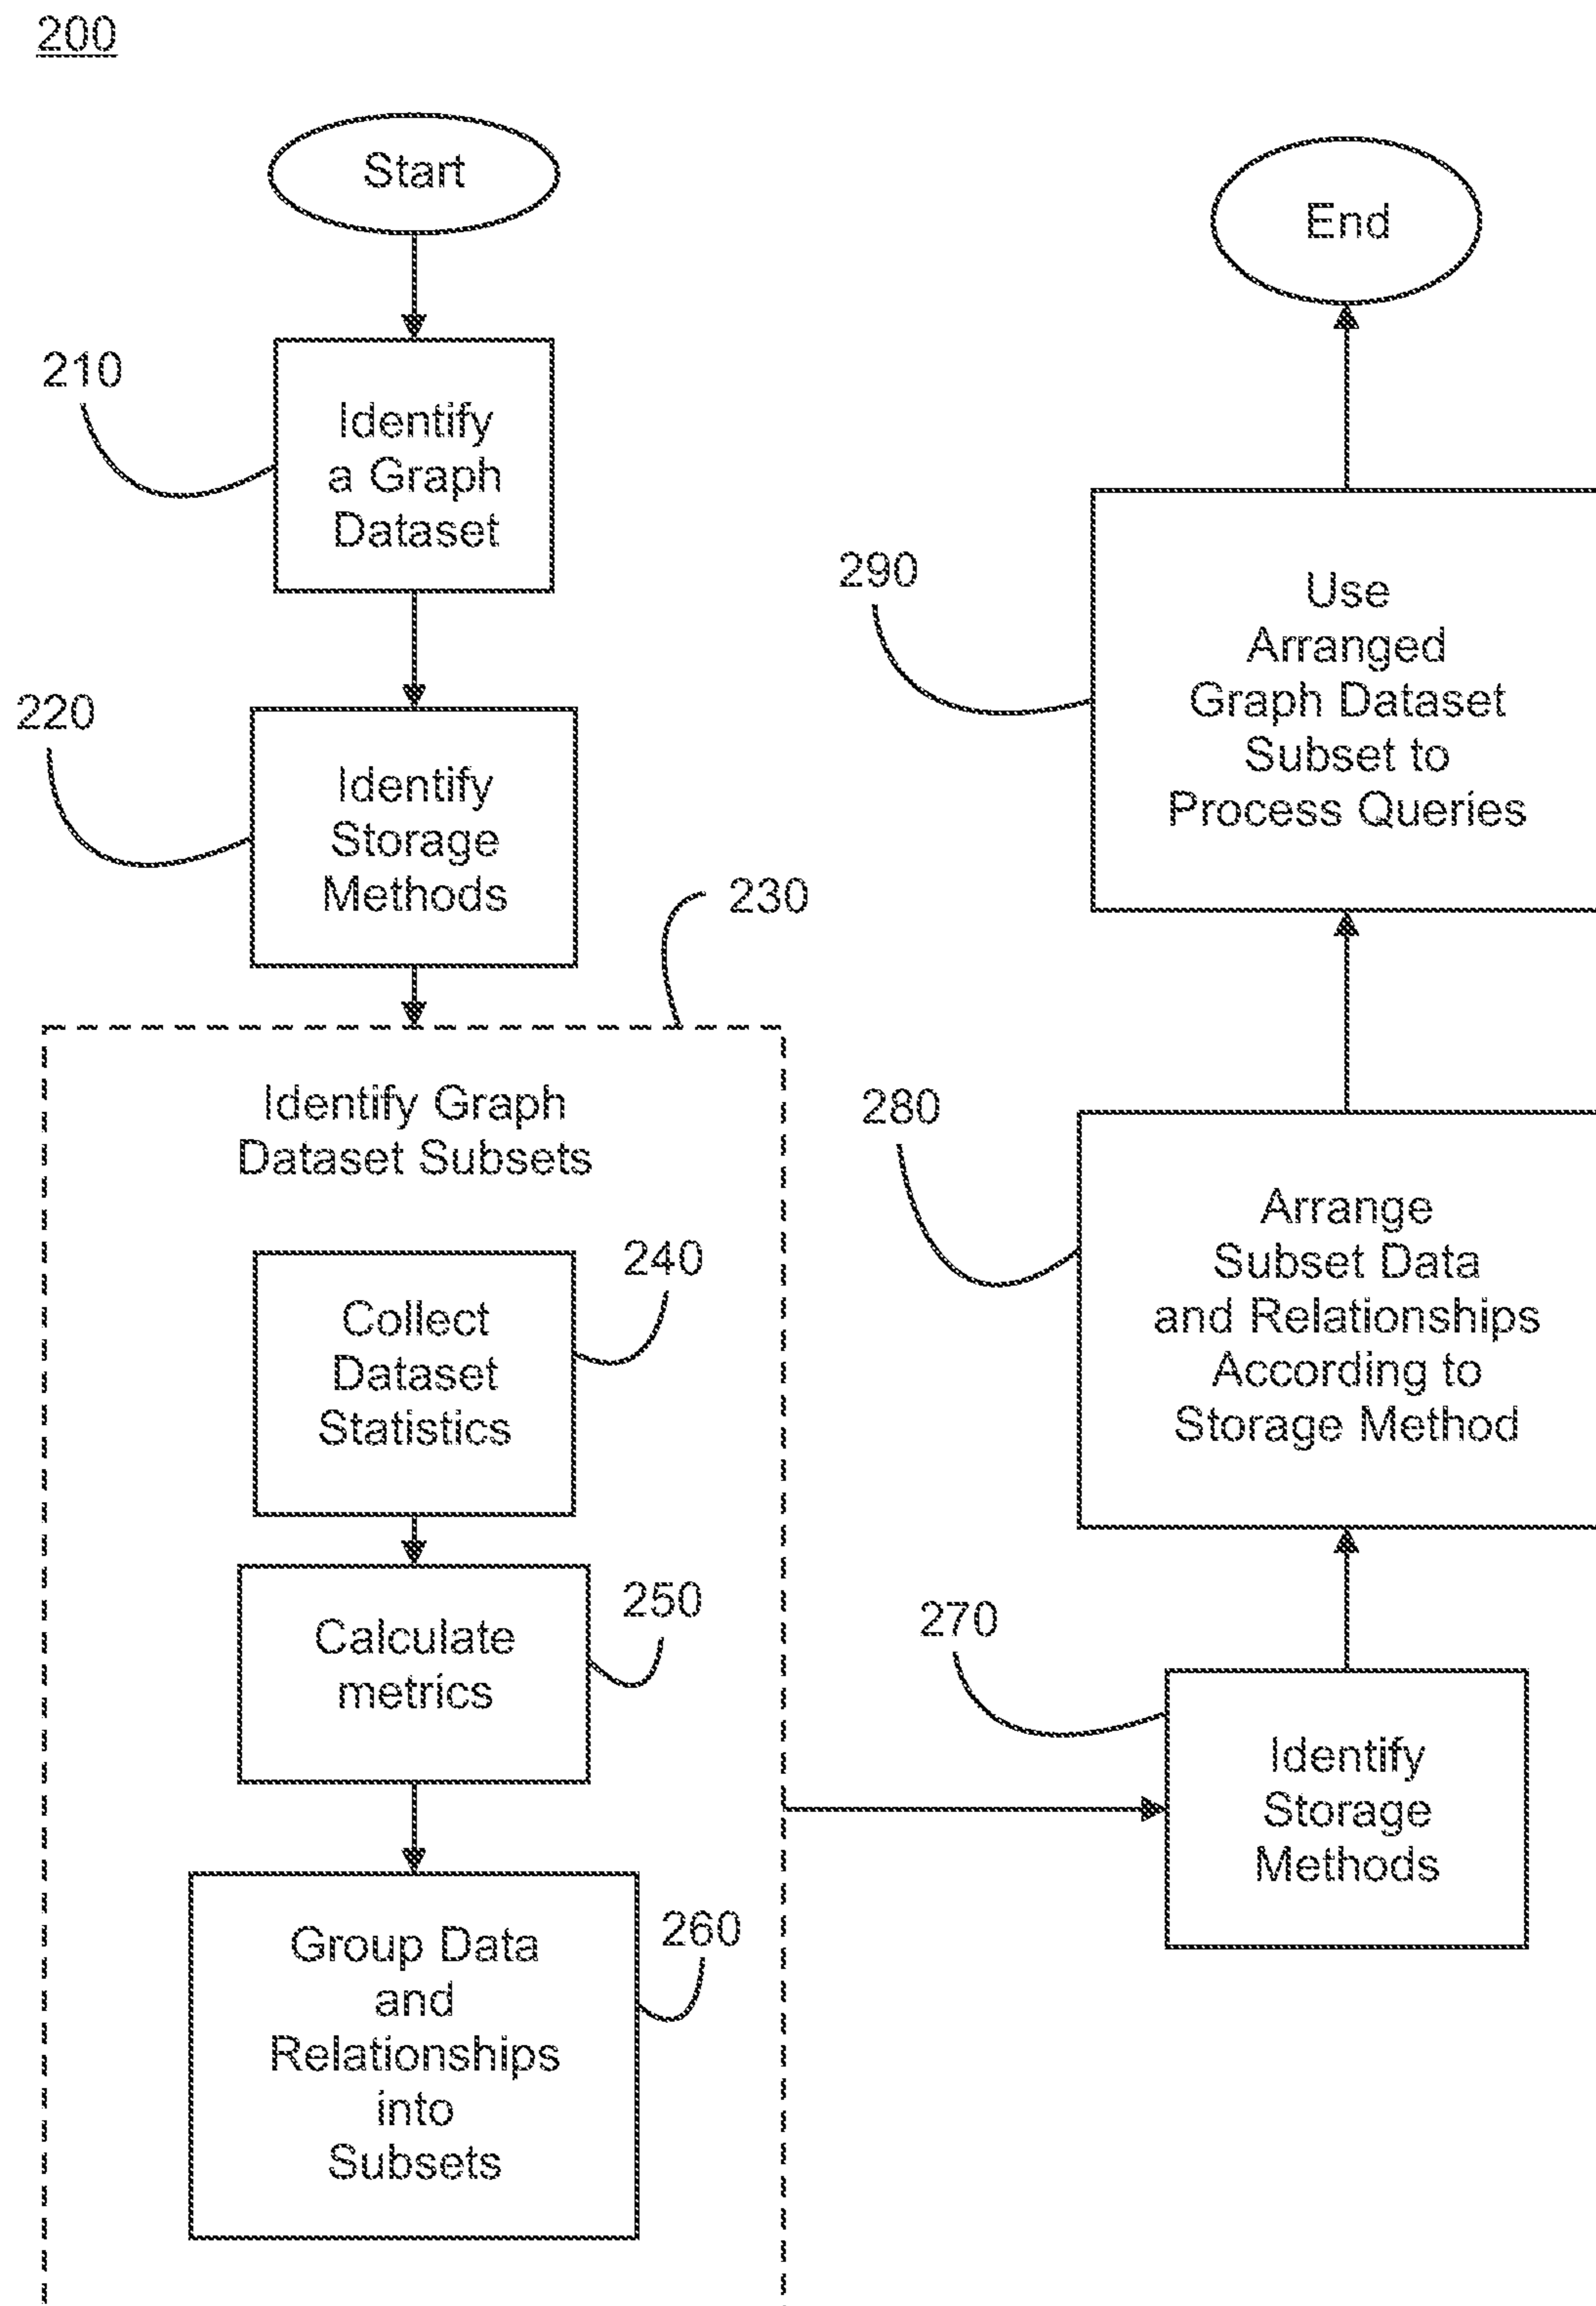 200
Start
210
Identify
a Graph
Dataset
220
Identify
Storage
Methods
230
Identify Graph
Dataset Subsets
240
Collect
Dataset
Statistics
250
Calculate
metrics
260
Group Data
and
Relationships
into
Subsets
270
Identify
Storage
Methods
280
Arrange
Subset Data
and Relationships
According to
Storage Method
290
Use
Arranged
Graph Dataset
Subset to
Process Queries
End